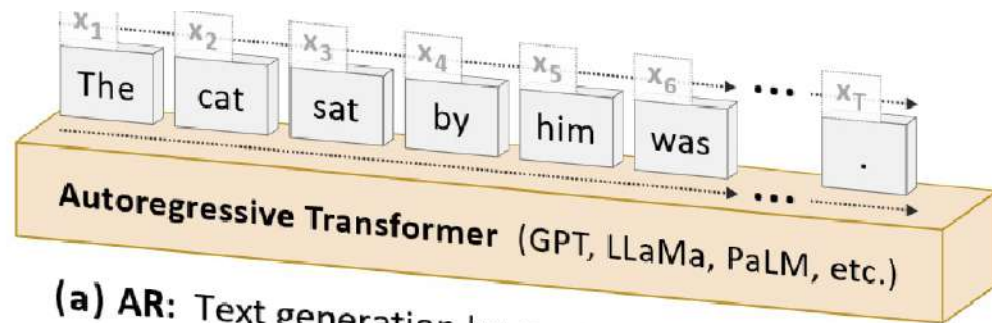 x1 x2 x3 x4 x5 x6 ... xT
The cat sat by him was .
...
Autoregressive Transformer (GPT, LLaMa, PaLM, etc.)
(a) AR: Text generation